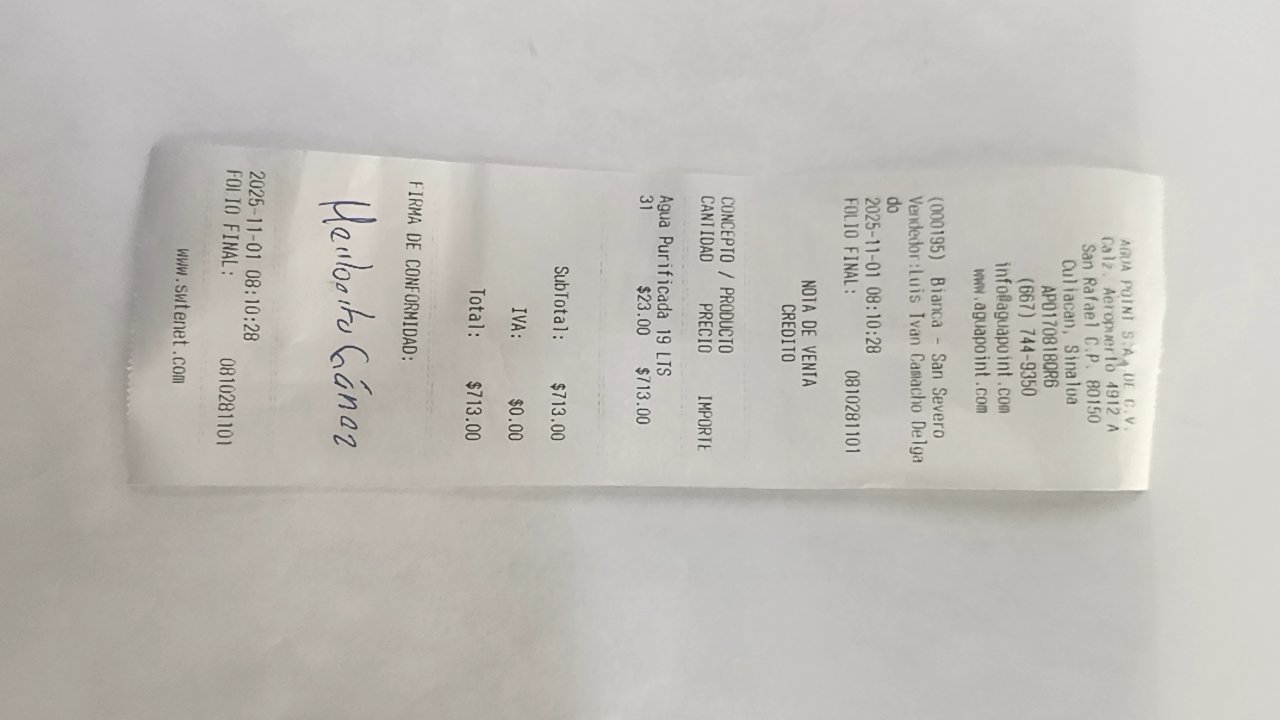 AGUA POINT S.A. DE C.V.
Calz. Aeropuerto 4912 A
San Rafael C.P. 80150
Culiacan, Sinaloa
APO170818QR6
(667) 744-9350
info@aguapoint.com
www.aguapoint.com
(000195) Bianca - San Severo
Vendedor:Luis Ivan Camacho Delga
do
2025-11-01 08:10:28
FOLIO FINAL: 0810281101
NOTA DE VENTA
CREDITO
CONCEPTO / PRODUCTO
CANTIDAD PRECIO IMPORTE
Agua Purificada 19 LTS
31 $23.00 $713.00
SubTotal: $713.00
IVA: $0.00
Total: $713.00
FIRMA DE CONFORMIDAD:
2025-11-01 08:10:28
FOLIO FINAL: 0810281101
www.swtenet.com